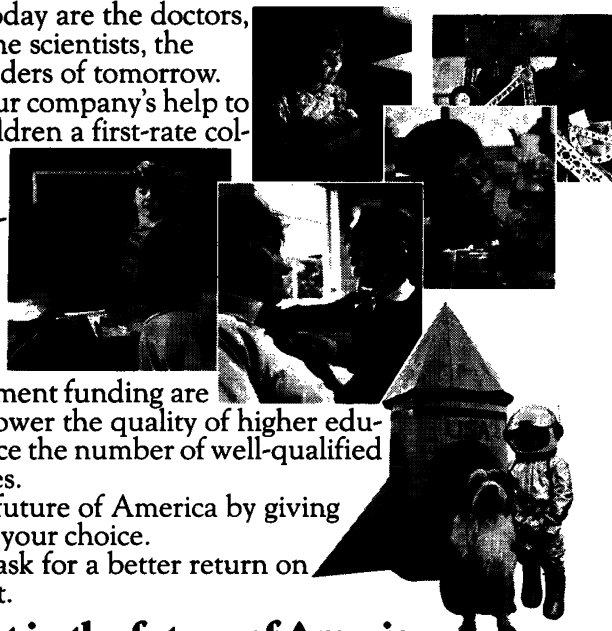 oday are the doctors,
he scientists, the
ders of tomorrow.
ur company's help to
ldren a first-rate col-
ment funding are
ower the quality of higher edu-
ce the number of well-qualified
es.
future of America by giving
your choice.
ask for a better return on
t.
t in the future of America